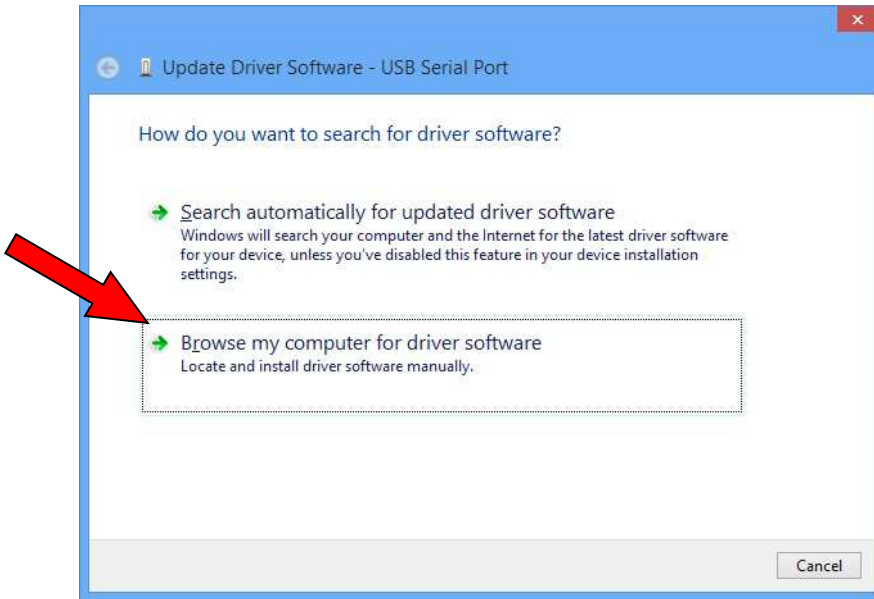 Update Driver Software - USB Serial Port
How do you want to search for driver software?
Search automatically for updated driver software
Windows will search your computer and the Internet for the latest driver software
for your device, unless you've disabled this feature in your device installation
settings.
Browse my computer for driver software
Locate and install driver software manually.
Cancel